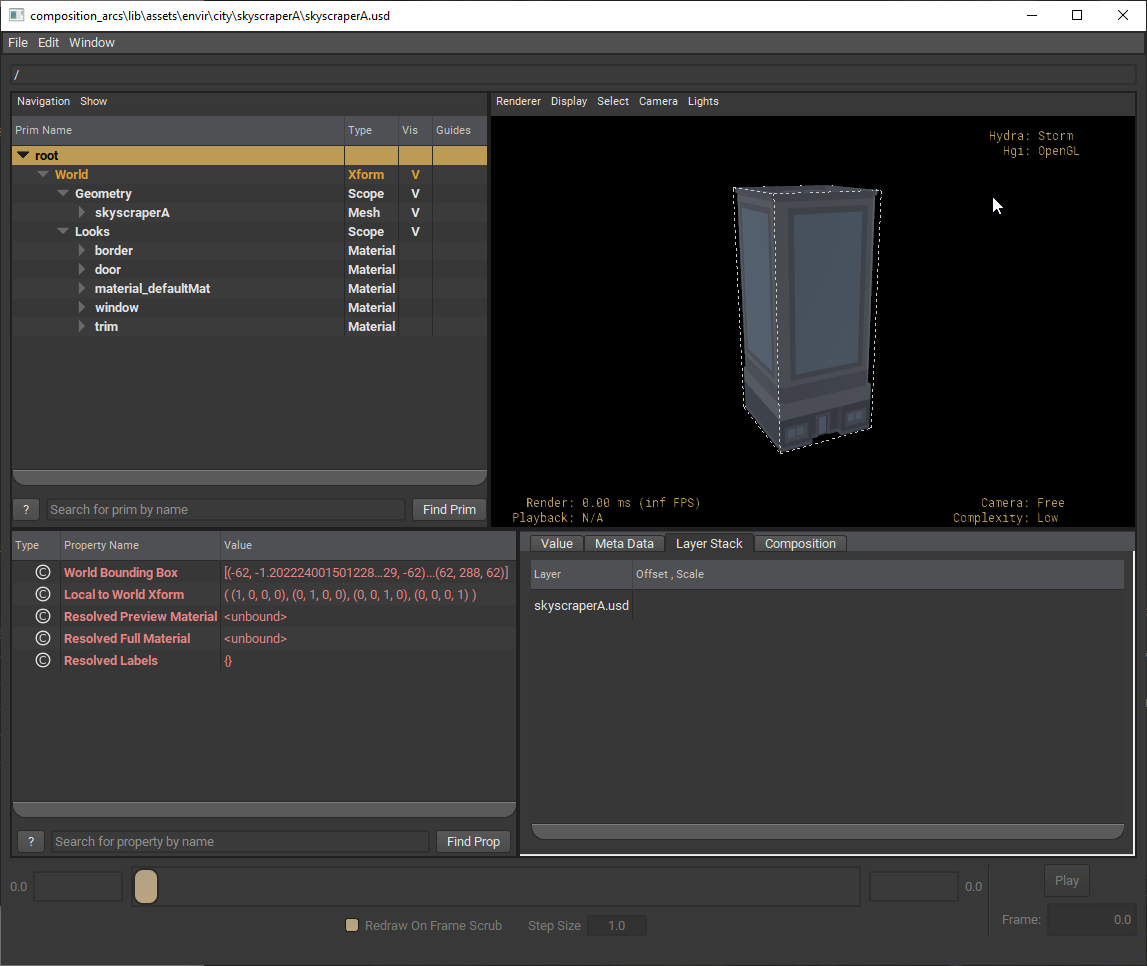 composition_arcs\lib\assets\envir\city\skyscraperA\skyscraperA.usd
File Edit Window
/
Navigation Show
Prim Name Type Vis Guides
root
World Xform V
Geometry Scope V
skyscraperA Mesh V
Looks Scope V
border Material
door Material
material_defaultMat Material
window Material
trim Material
? Search for prim by name Find Prim
Renderer Display Select Camera Lights
Hydra: Storm
Hgi: OpenGL
Render: 0.00 ms (inf FPS)
Playback: N/A
Camera: Free
Complexity: Low
Type Property Name Value
© World Bounding Box [(-62, -1.202224001501228...29, -62)...(62, 288, 62)]
© Local to World Xform ( (1, 0, 0, 0), (0, 1, 0, 0), (0, 0, 1, 0), (0, 0, 0, 1) )
© Resolved Preview Material <unbound>
© Resolved Full Material <unbound>
© Resolved Labels {}
? Search for property by name Find Prop
Value Meta Data Layer Stack Composition
Layer Offset , Scale
skyscraperA.usd
0.0 0.0 Play
Redraw On Frame Scrub Step Size 1.0 Frame: 0.0